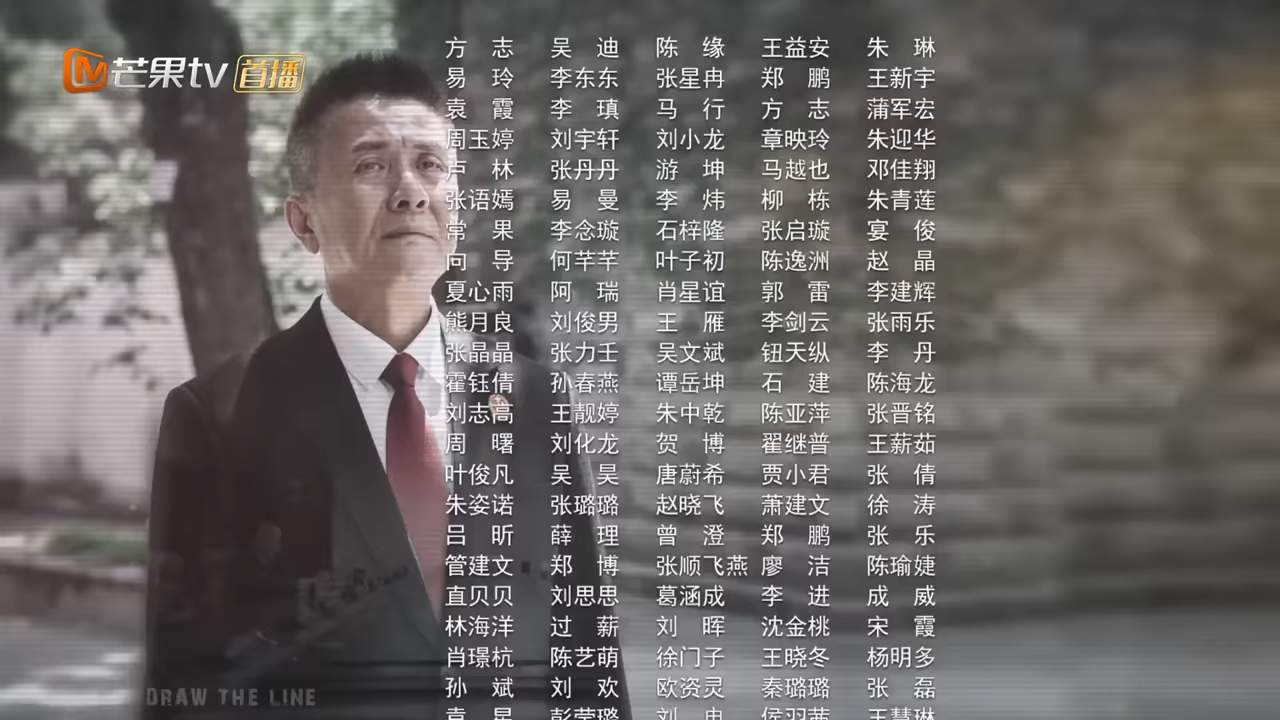 芒果tv 首播
方 志 吴 迪 陈 缘 王益安 朱 琳
易 玲 李东东 张星冉 郑 鹏 王新宇
袁 霞 李 瑱 马 行 方 志 蒲军宏
周玉婷 刘宇轩 刘小龙 章映玲 朱迎华
卢 林 张丹丹 游 坤 马越也 邓佳翔
张语嫣 易 曼 李 炜 柳 栋 朱青莲
常 果 李念璇 石梓隆 张启璇 宴 俊
向 导 何芊芊 叶子初 陈逸洲 赵 晶
夏心雨 阿 瑞 肖星谊 郭 雷 李建辉
熊月良 刘俊男 王 雁 李剑云 张雨乐
张晶晶 张力壬 吴文斌 钮天纵 李 丹
霍钰倩 孙春燕 谭岳坤 石 建 陈海龙
刘志高 王靓婷 朱中乾 陈亚萍 张晋铭
周 曙 刘化龙 贺 博 翟继普 王薪茹
叶俊凡 吴 昊 唐蔚希 贾小君 张 倩
朱姿诺 张璐璐 赵晓飞 萧建文 徐 涛
吕 昕 薛 理 曾 澄 郑 鹏 张 乐
管建文 郑 博 张顺飞燕 廖 洁 陈瑜婕
直贝贝 刘思思 葛涵成 李 进 成 威
林海洋 过 薪 刘 晖 沈金桃 宋 霞
肖璟杭 陈艺萌 徐门子 王晓冬 杨明多
孙 斌 刘 欢 欧资灵 秦璐璐 张 磊
DRAW THE LINE
袁 星 彭莹璐 刘 冉 侯羽茜 王慧琳